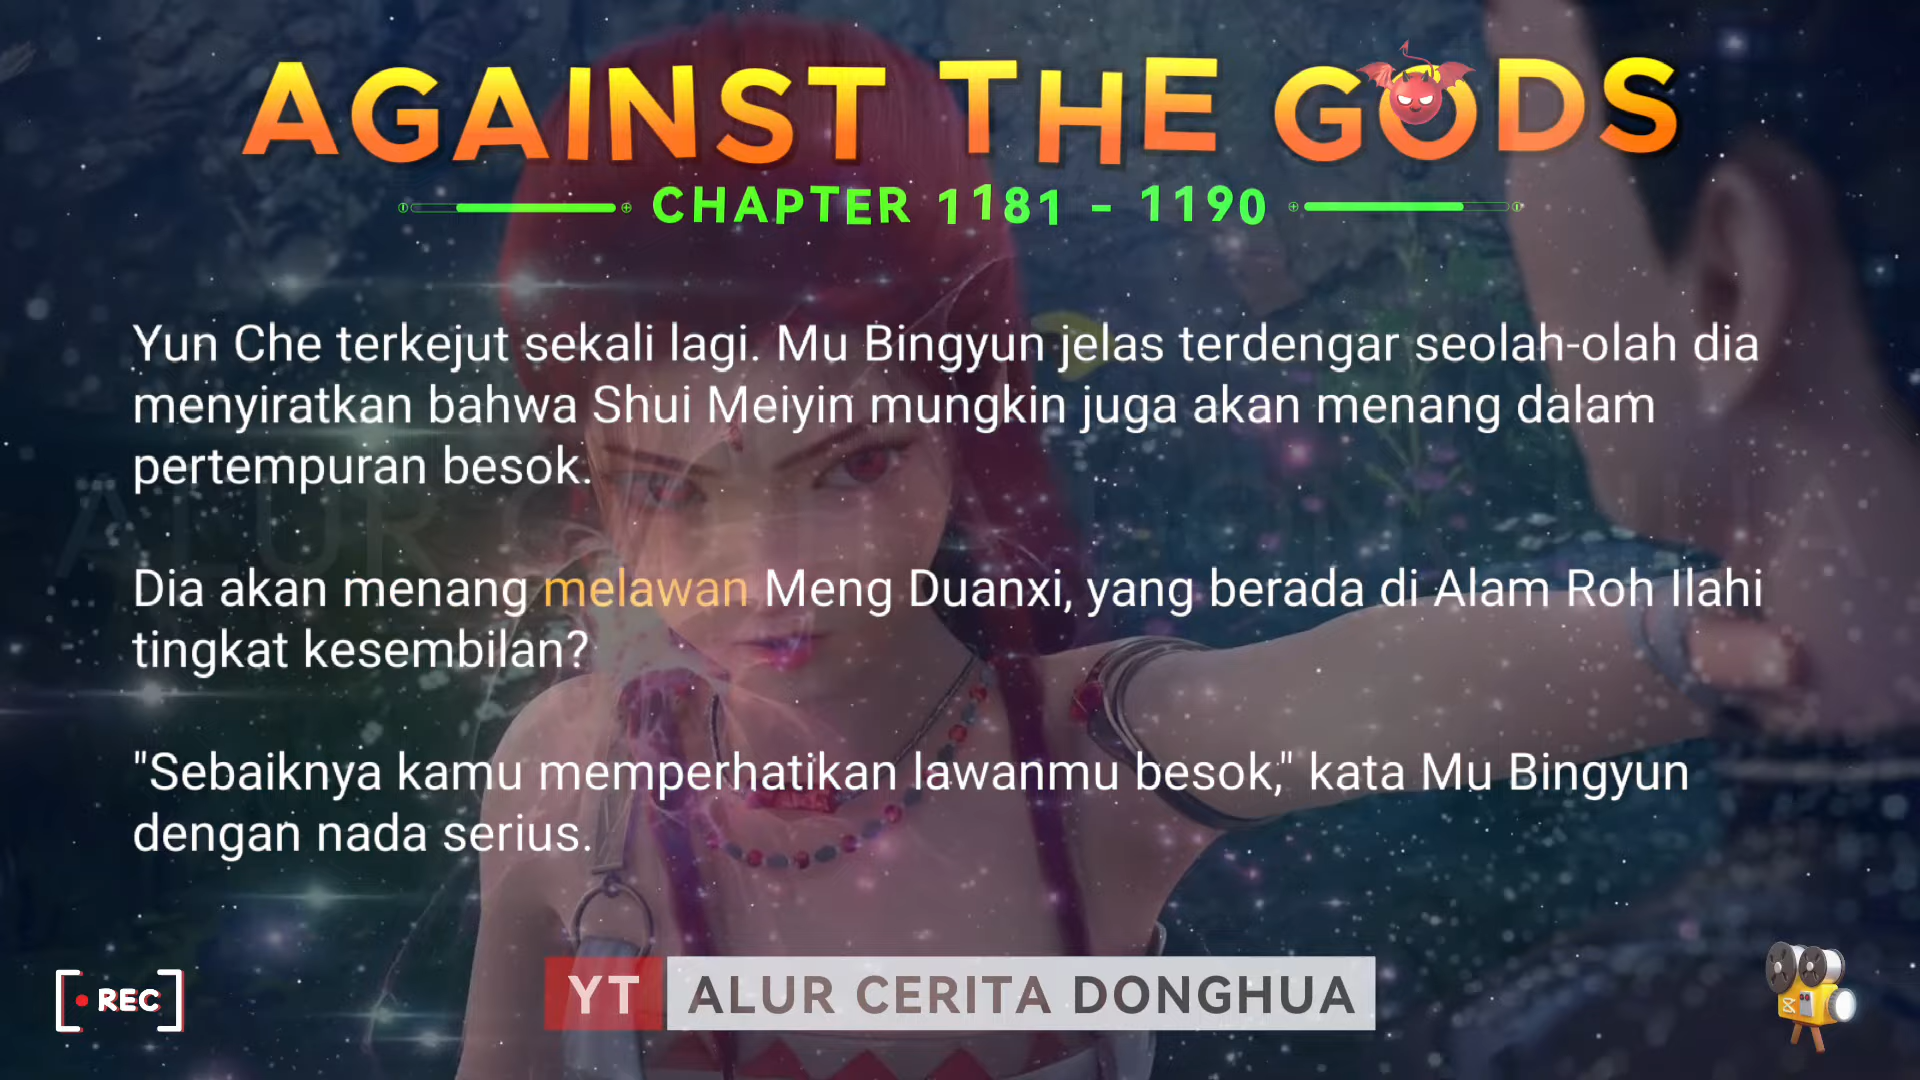 AGAINST THE GODS
CHAPTER 1181 - 1190
Yun Che terkejut sekali lagi. Mu Bingyun jelas terdengar seolah-olah dia
menyiratkan bahwa Shui Meiyin mungkin juga akan menang dalam
pertempuran besok.
Dia akan menang melawan Meng Duanxi, yang berada di Alam Roh Ilahi
tingkat kesembilan?
"Sebaiknya kamu memperhatikan lawanmu besok," kata Mu Bingyun
dengan nada serius.
REC
YT ALUR CERITA DONGHUA